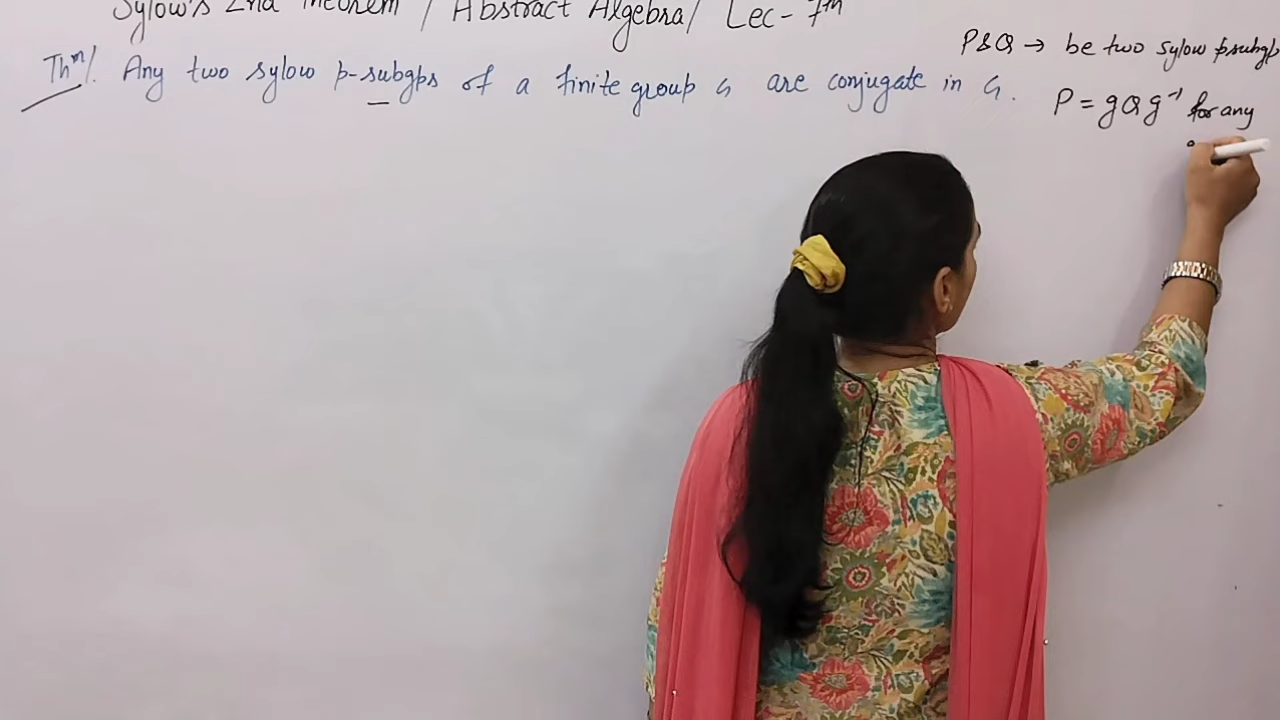 Sylow's 2nd Theorem / Abstract Algebra / Lec- 7th
Thm/. Any two sylow p-subgps of a finite group G are conjugate in G.
P&Q → be two sylow psubgp
P = gQg⁻¹ for any